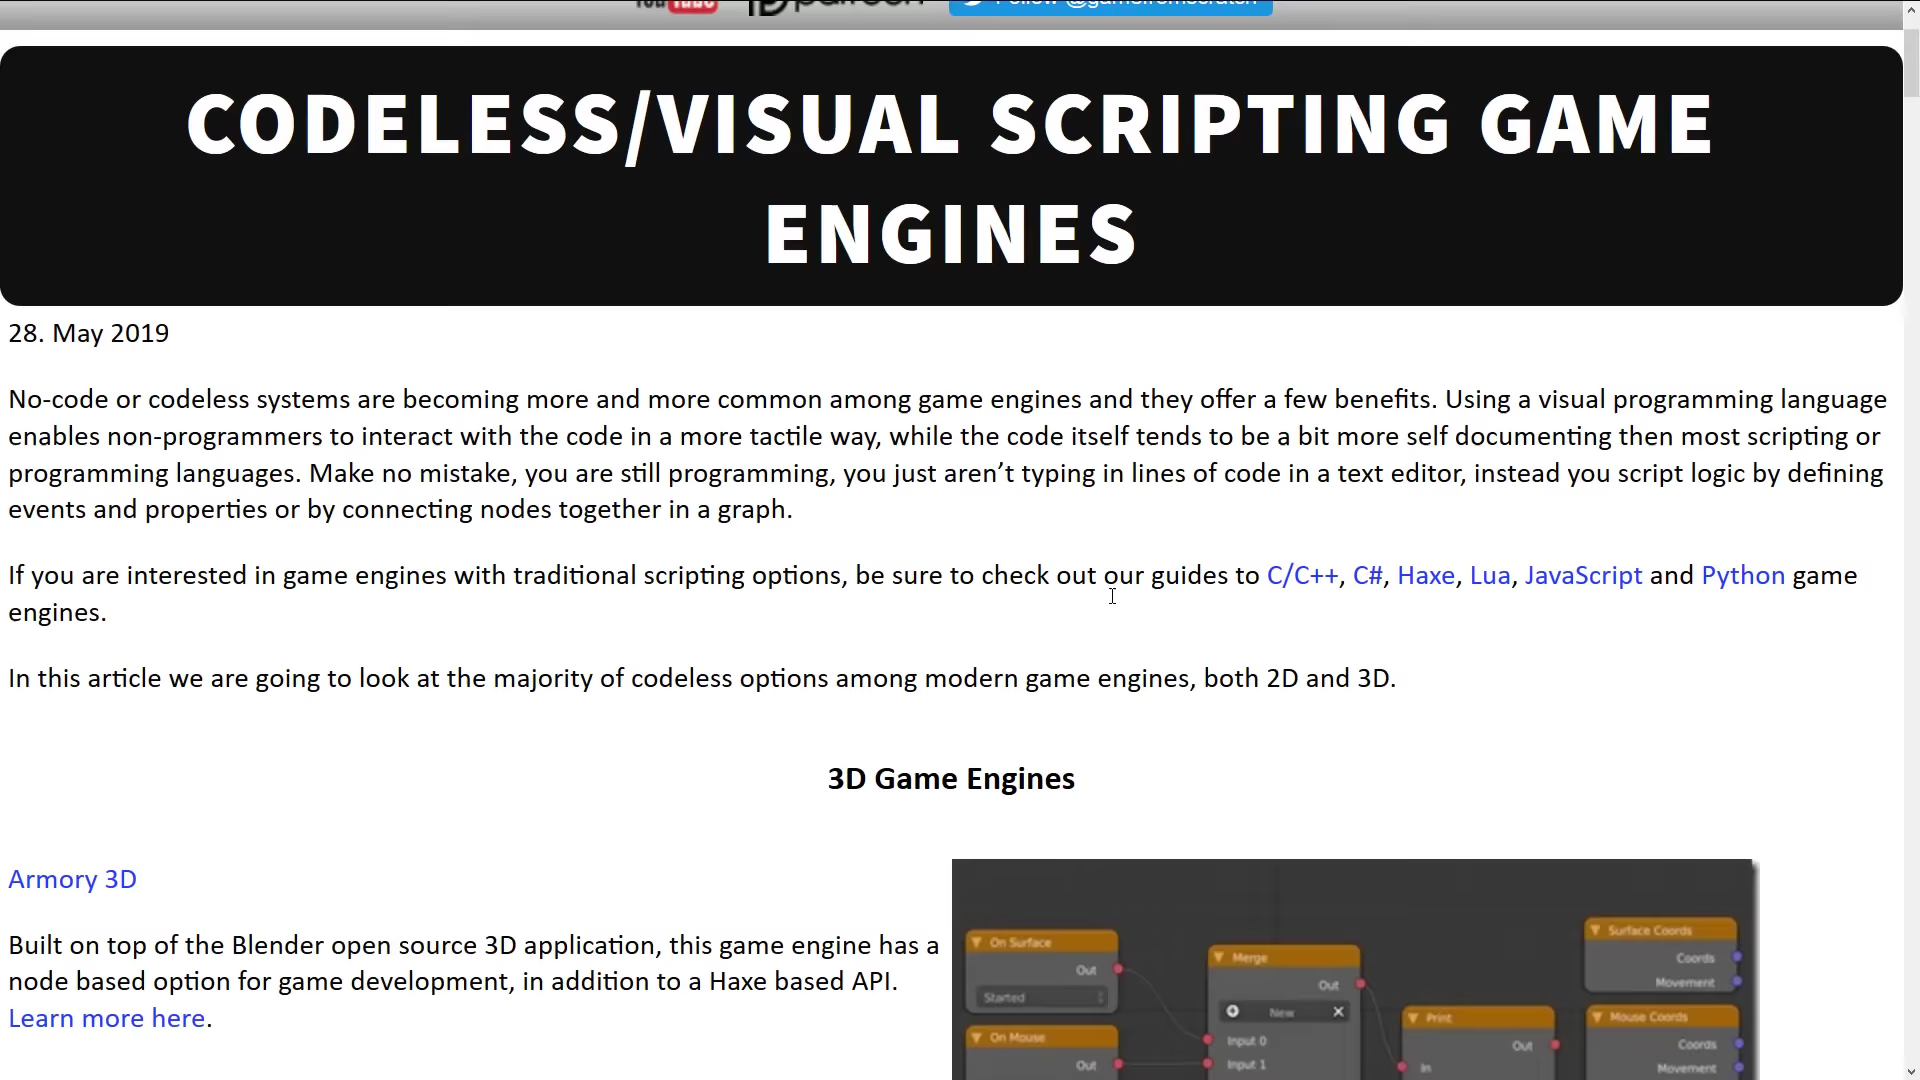 YouTube patreon Follow @gamefromscratch
CODELESS/VISUAL SCRIPTING GAME
ENGINES
28. May 2019
No-code or codeless systems are becoming more and more common among game engines and they offer a few benefits. Using a visual programming language
enables non-programmers to interact with the code in a more tactile way, while the code itself tends to be a bit more self documenting then most scripting or
programming languages. Make no mistake, you are still programming, you just aren’t typing in lines of code in a text editor, instead you script logic by defining
events and properties or by connecting nodes together in a graph.
If you are interested in game engines with traditional scripting options, be sure to check out our guides to C/C++, C#, Haxe, Lua, JavaScript and Python game
engines.
In this article we are going to look at the majority of codeless options among modern game engines, both 2D and 3D.
3D Game Engines
Armory 3D
Built on top of the Blender open source 3D application, this game engine has a
node based option for game development, in addition to a Haxe based API.
Learn more here.
On Surface
Out
Started
On Mouse
Out
Merge
Out
New
Input 0
Input 1
Print
Out
In
Surface Coords
Coords
Movement
Mouse Coords
Coords
Movement